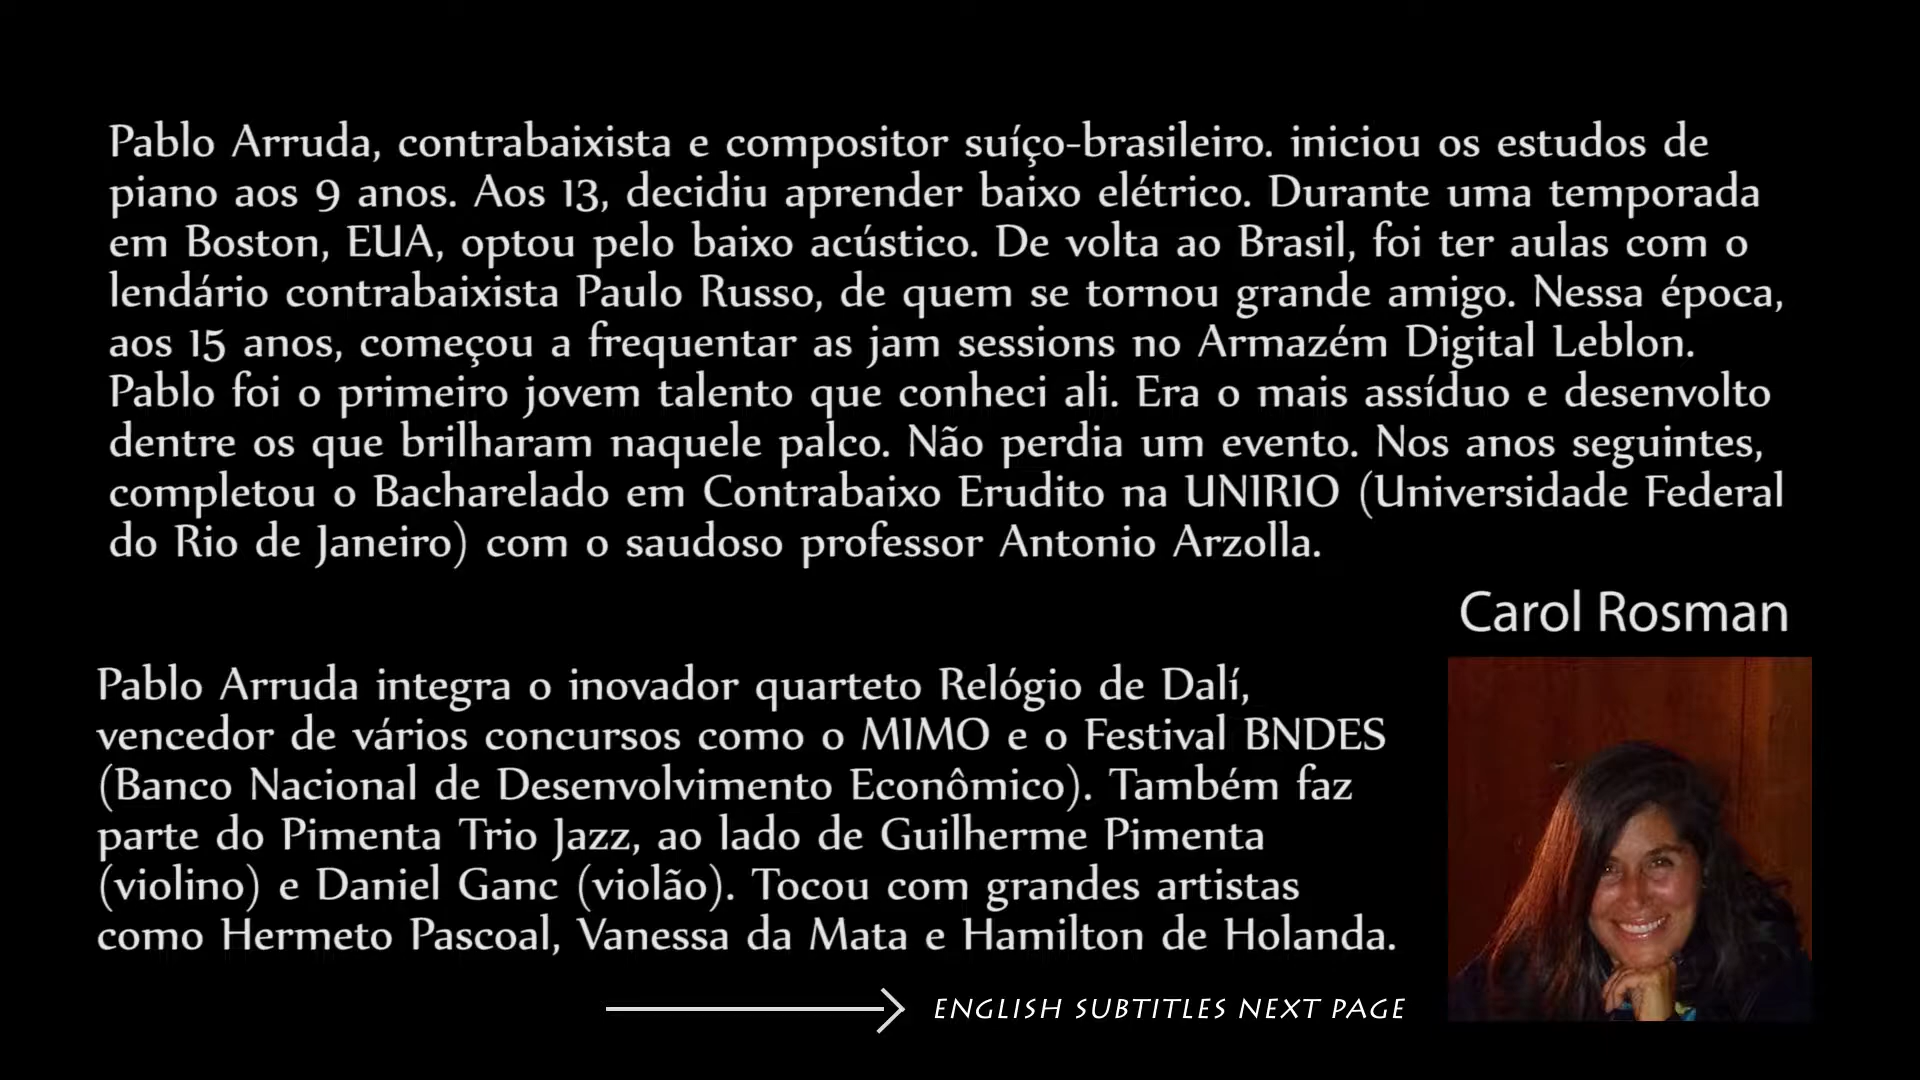 Pablo Arruda, contrabaixista e compositor suíço-brasileiro. iniciou os estudos de
piano aos 9 anos. Aos 13, decidiu aprender baixo elétrico. Durante uma temporada
em Boston, EUA, optou pelo baixo acústico. De volta ao Brasil, foi ter aulas com o
lendário contrabaixista Paulo Russo, de quem se tornou grande amigo. Nessa época,
aos 15 anos, começou a frequentar as jam sessions no Armazém Digital Leblon.
Pablo foi o primeiro jovem talento que conheci ali. Era o mais assíduo e desenvolto
dentre os que brilharam naquele palco. Não perdia um evento. Nos anos seguintes,
completou o Bacharelado em Contrabaixo Erudito na UNIRIO (Universidade Federal
do Rio de Janeiro) com o saudoso professor Antonio Arzolla.
Carol Rosman
Pablo Arruda integra o inovador quarteto Relógio de Dalí,
vencedor de vários concursos como o MIMO e o Festival BNDES
(Banco Nacional de Desenvolvimento Econômico). Também faz
parte do Pimenta Trio Jazz, ao lado de Guilherme Pimenta
(violino) e Daniel Ganc (violão). Tocou com grandes artistas
como Hermeto Pascoal, Vanessa da Mata e Hamilton de Holanda.
ENGLISH SUBTITLES NEXT PAGE